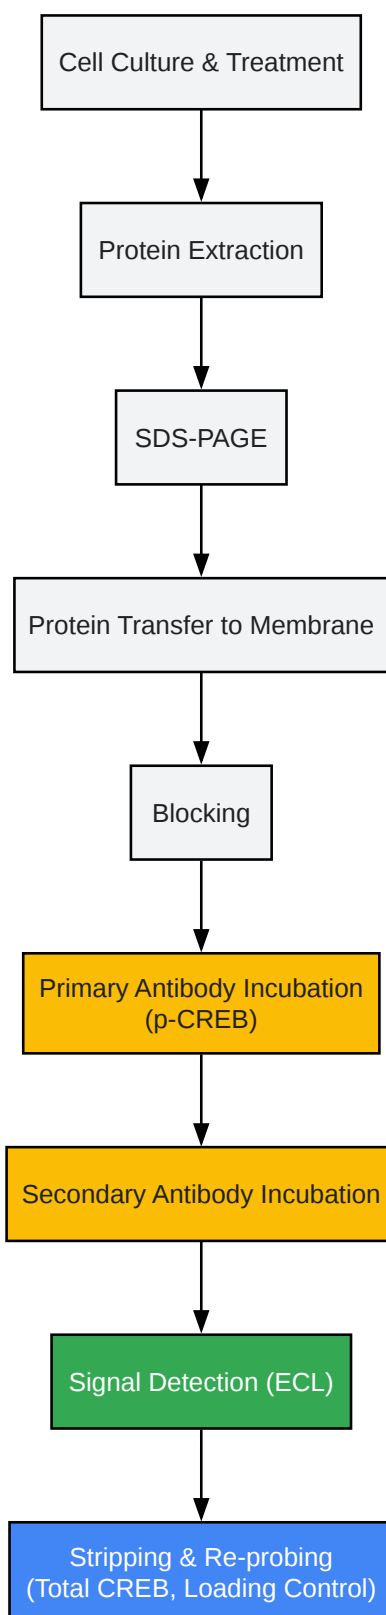 Cell Culture & Treatment
Protein Extraction
SDS-PAGE
Protein Transfer to Membrane
Blocking
Primary Antibody Incubation
(p-CREB)
Secondary Antibody Incubation
Signal Detection (ECL)
Stripping & Re-probing
(Total CREB, Loading Control)